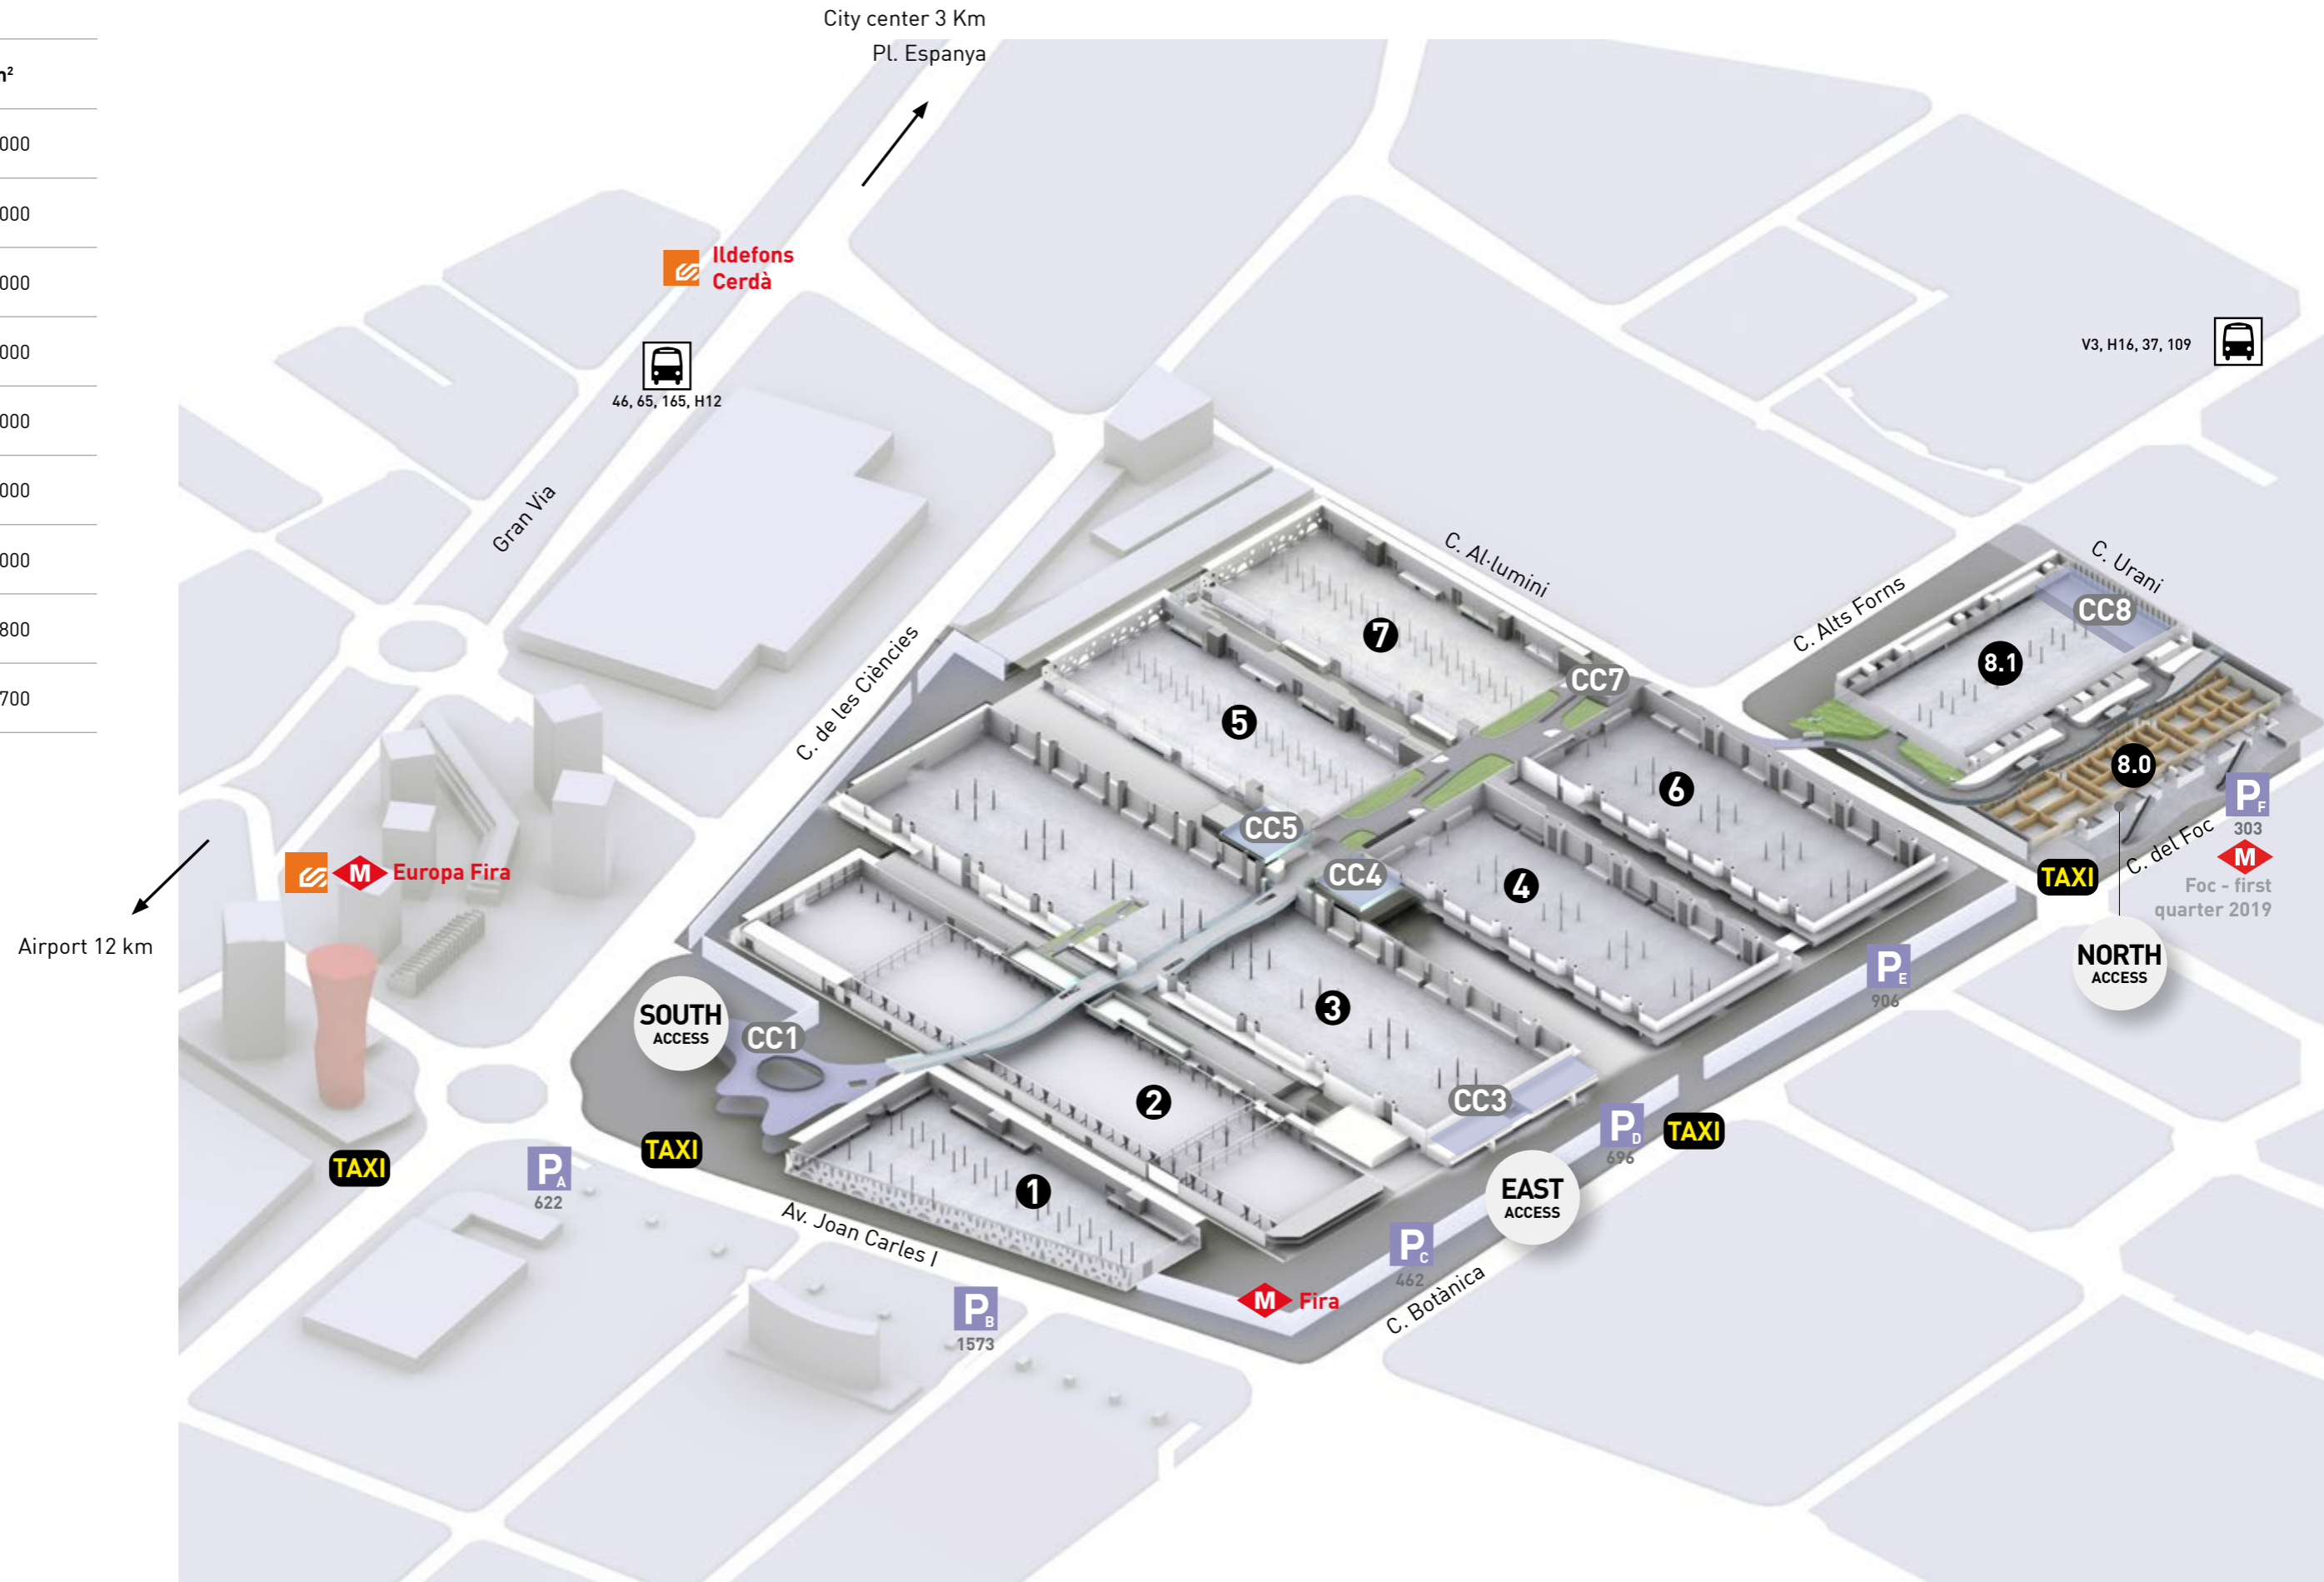 City center 3 Km
Pl. Espanya
000
000
000
000
000
000
000
800
700
Ildefons
Cerdà
46, 65, 165, H12
V3, H16, 37, 109
Gran Via
C. de les Ciències
C. Al·lumini
C. Alts Forns
C. Urani
CC8
8.1
8.0
7
CC7
5
6
CC5
CC4
4
3
CC3
2
1
CC1
P F
303
M
Foc - first
quarter 2019
C. del Foc
TAXI
NORTH
ACCESS
P E
906
M Europa Fira
Airport 12 km
SOUTH
ACCESS
TAXI
TAXI
P A
622
Av. Joan Carles I
P B
1573
M Fira
P C
462
C. Botànica
EAST
ACCESS
P D
696
TAXI